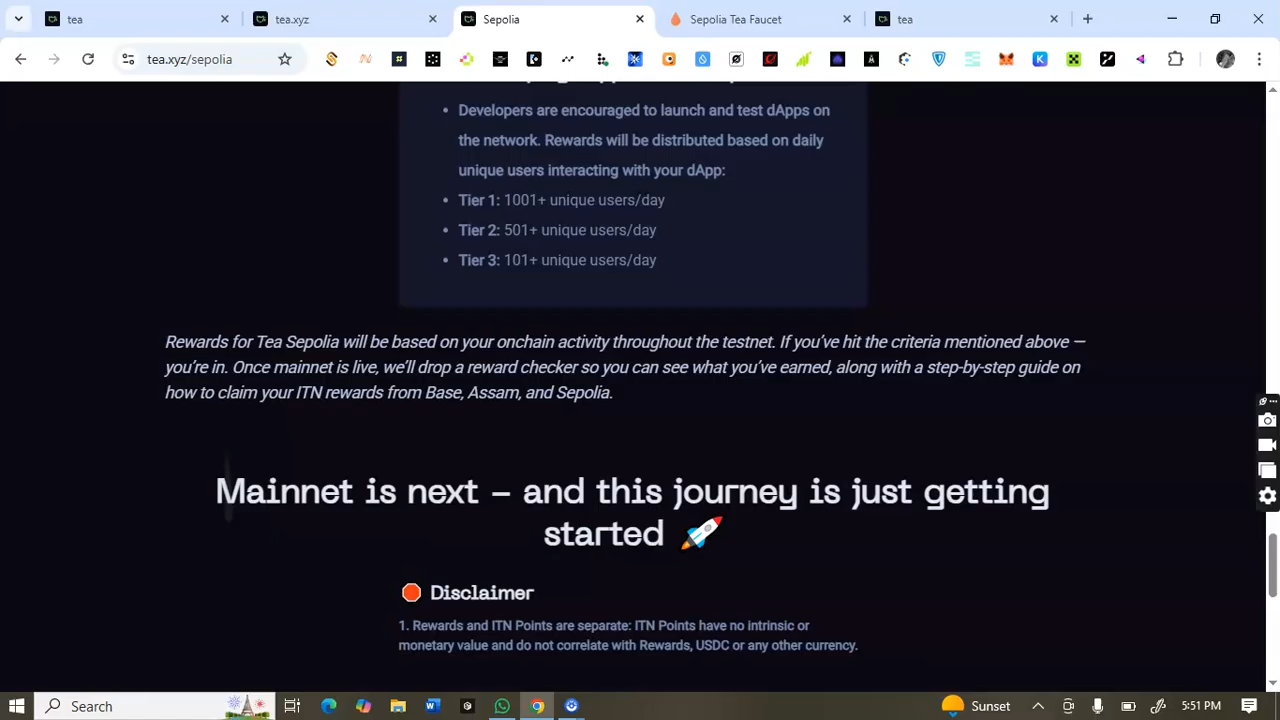 tea
tea.xyz
Sepolia
Sepolia Tea Faucet
tea
tea.xyz/sepolia
Developers are encouraged to launch and test dApps on
the network. Rewards will be distributed based on daily
unique users interacting with your dApp:
Tier 1: 1001+ unique users/day
Tier 2: 501+ unique users/day
Tier 3: 101+ unique users/day
Rewards for Tea Sepolia will be based on your onchain activity throughout the testnet. If you’ve hit the criteria mentioned above —
you’re in. Once mainnet is live, we’ll drop a reward checker so you can see what you’ve earned, along with a step-by-step guide on
how to claim your ITN rewards from Base, Assam, and Sepolia.
Mainnet is next – and this journey is just getting
started 🚀
Disclaimer
1. Rewards and ITN Points are separate: ITN Points have no intrinsic or
monetary value and do not correlate with Rewards, USDC or any other currency.
Search
Sunset
5:51 PM